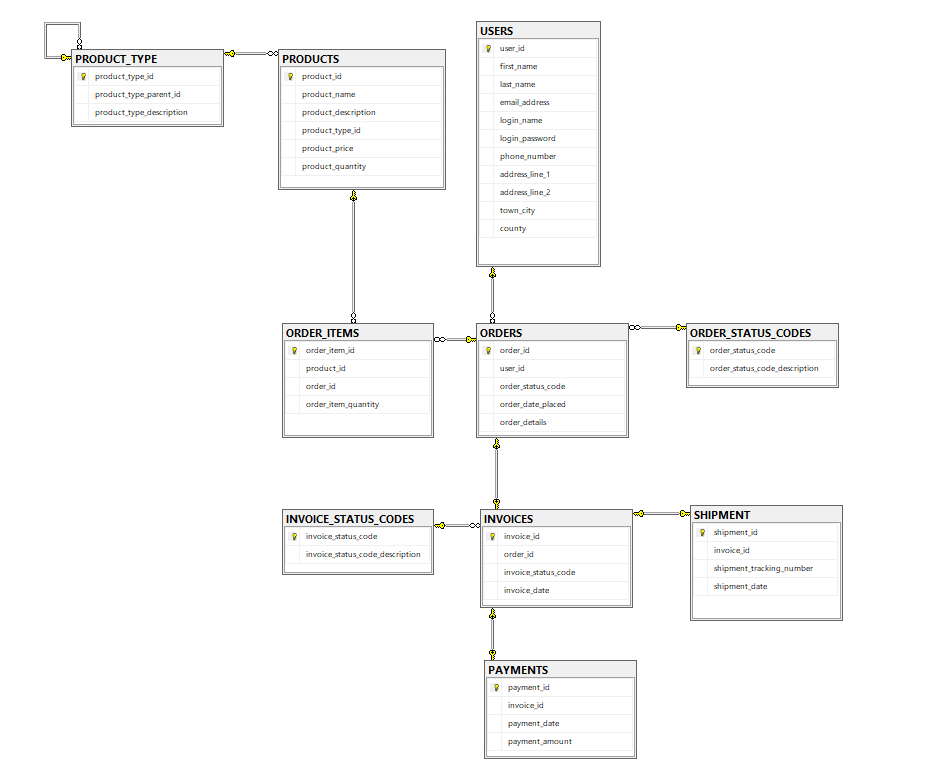 PRODUCT_TYPE
product_type_id
product_type_parent_id
product_type_description
PRODUCTS
product_id
product_name
product_description
product_type_id
product_price
product_quantity
USERS
user_id
first_name
last_name
email_address
login_name
login_password
phone_number
address_line_1
address_line_2
town_city
county
ORDER_ITEMS
order_item_id
product_id
order_id
order_item_quantity
ORDERS
order_id
user_id
order_status_code
order_date_placed
order_details
ORDER_STATUS_CODES
order_status_code
order_status_code_description
INVOICE_STATUS_CODES
invoice_status_code
invoice_status_code_description
INVOICES
invoice_id
order_id
invoice_status_code
invoice_date
SHIPMENT
shipment_id
invoice_id
shipment_tracking_number
shipment_date
PAYMENTS
payment_id
invoice_id
payment_date
payment_amount